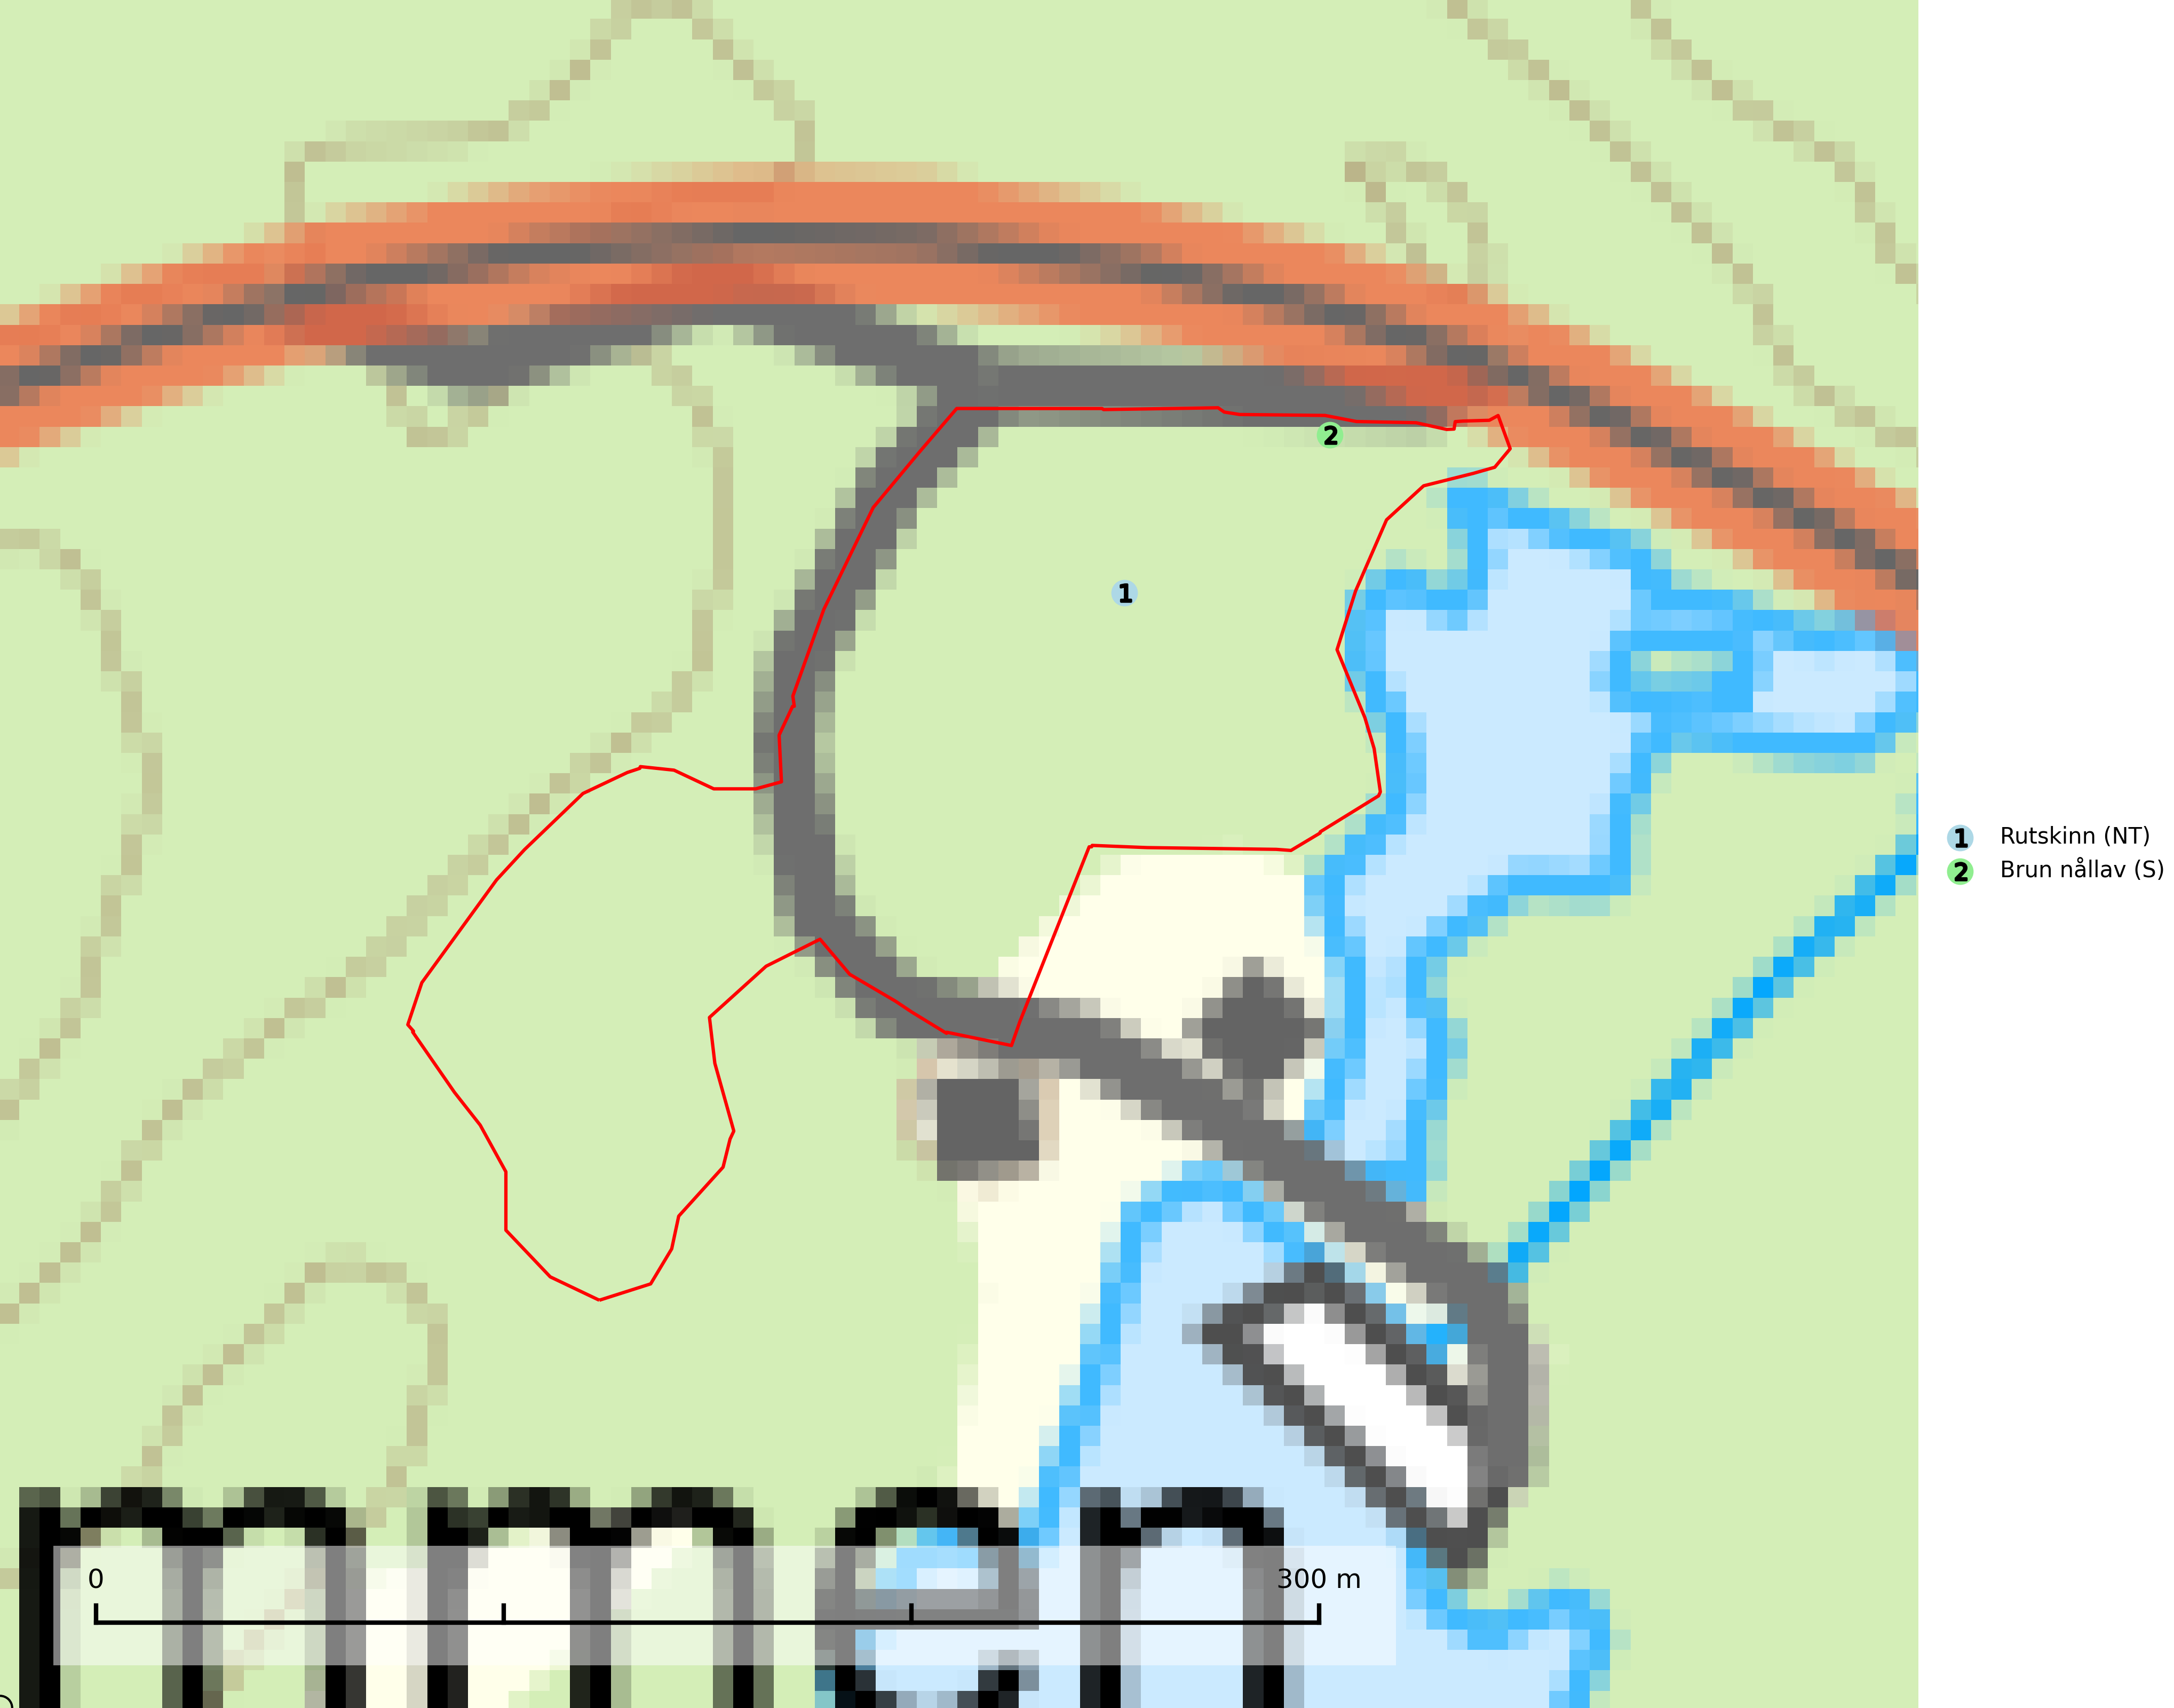 2
1
1 Rutskinn (NT)
2 Brun nållav (S)
0 300 m